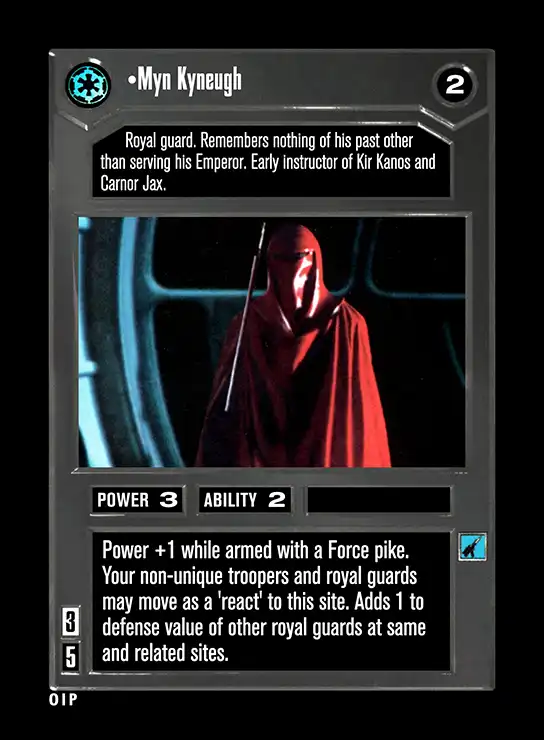 •Myn Kyneugh
2
Royal guard. Remembers nothing of his past other
than serving his Emperor. Early instructor of Kir Kanos and
Carnor Jax.
POWER 3 ABILITY 2
Power +1 while armed with a Force pike.
Your non-unique troopers and royal guards
may move as a 'react' to this site. Adds 1 to
defense value of other royal guards at same
and related sites.
3
5
O I P